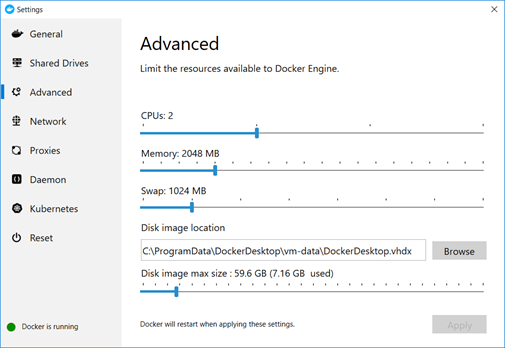 Settings
General
Shared Drives
Advanced
Network
Proxies
Daemon
Kubernetes
Reset
Docker is running
Advanced
Limit the resources available to Docker Engine.
CPUs: 2
Memory: 2048 MB
Swap: 1024 MB
Disk image location
C:\ProgramData\DockerDesktop\vm-data\DockerDesktop.vhdx
Browse
Disk image max size : 59.6 GB (7.16 GB used)
Docker will restart when applying these settings.
Apply